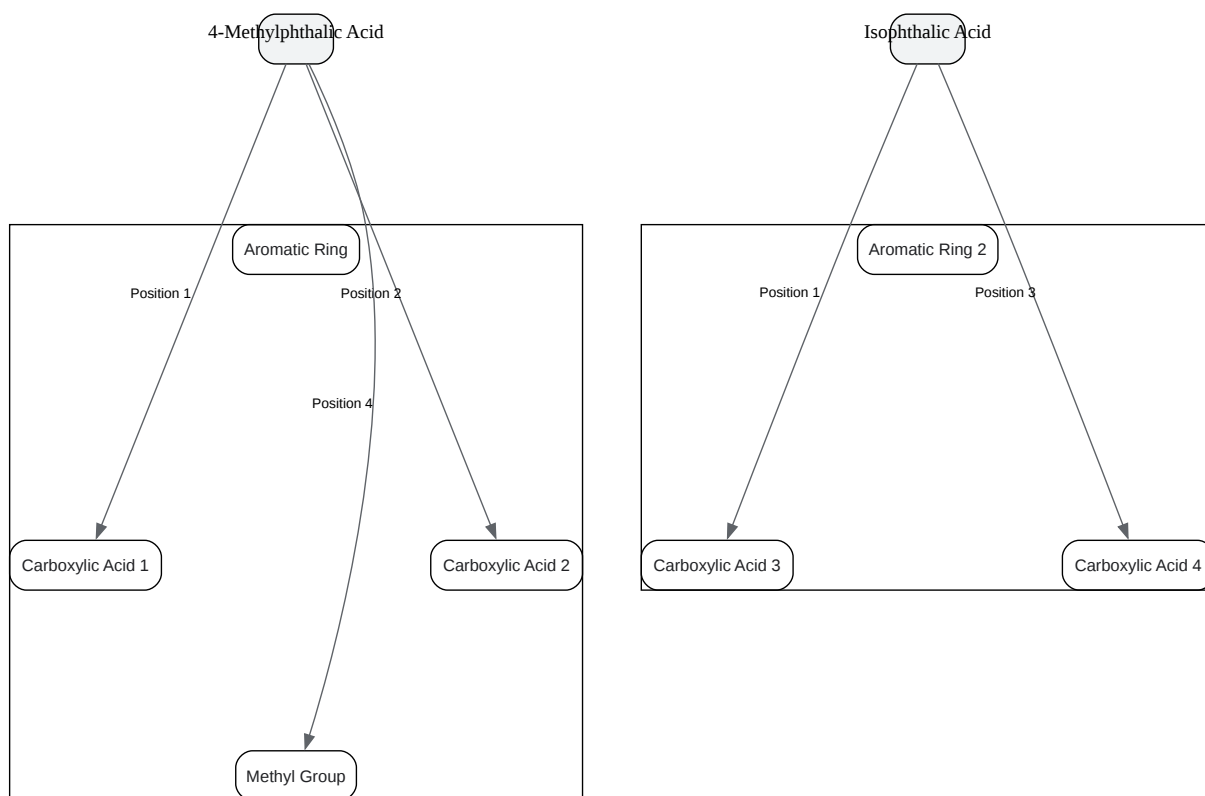 4-Methylphthalic Acid
Isophthalic Acid
Aromatic Ring
Aromatic Ring 2
Position 1
Position 2
Position 1
Position 3
Position 4
Carboxylic Acid 1
Carboxylic Acid 2
Carboxylic Acid 3
Carboxylic Acid 4
Methyl Group